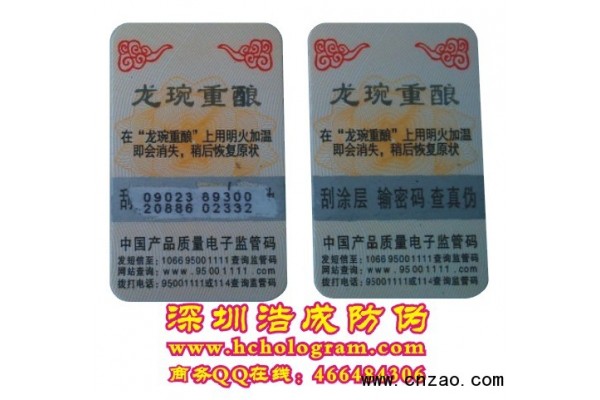 龙琬重酿
在“龙琬重酿”上用明火加温
即会消失，稍后恢复原状
刮
09023 89300
20886 02332
中国产品质量电子监管码
发短信至：1066 95001111查询监管码
网站查询：www.95001111.com
拨打电话：95001111或114查询监管码
龙琬重酿
在“龙琬重酿”上用明火加温
即会消失，稍后恢复原状
刮涂层 输密码 查真伪
中国产品质量电子监管码
发短信至：1066 95001111查询监管码
网站查询：www.95001111.com
拨打电话：95001111或114查询监管码
深圳浩成防伪
www.hchologram.com
商务QQ在线：466484306
www.cnzao.com